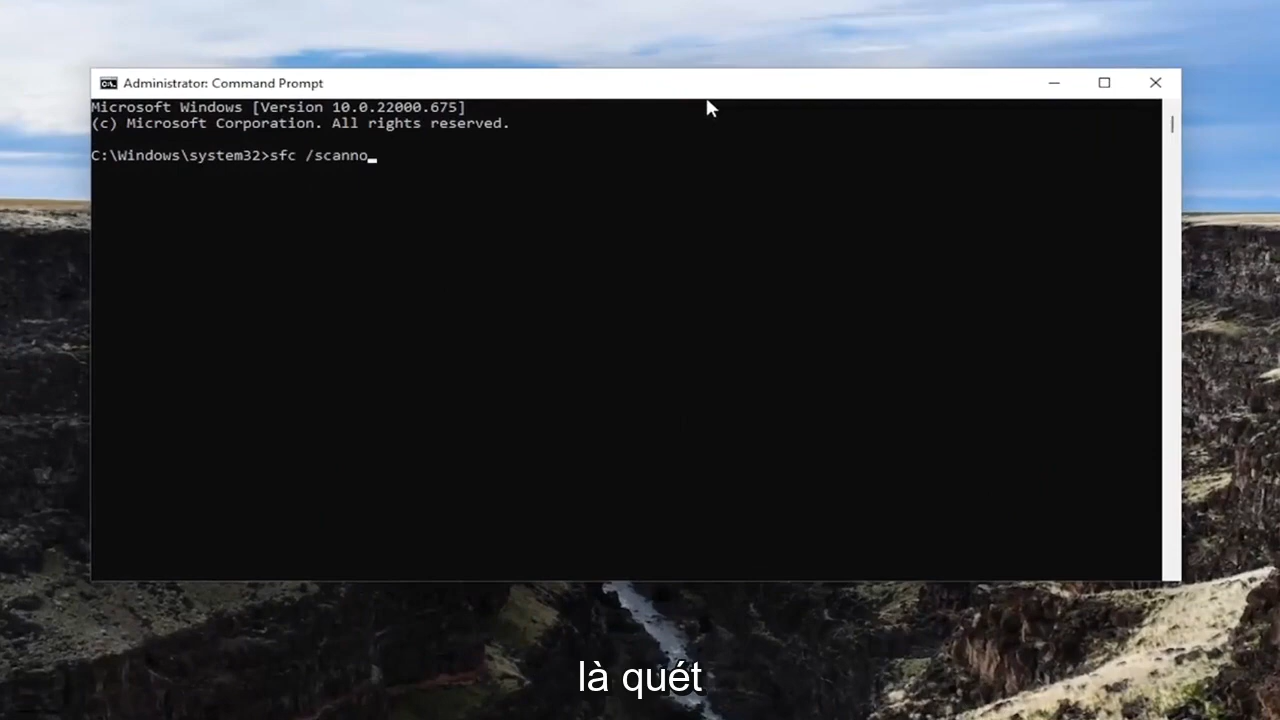 Administrator: Command Prompt
Microsoft Windows [Version 10.0.22000.675]
(c) Microsoft Corporation. All rights reserved.
C:\Windows\system32>sfc /scanno
là quét